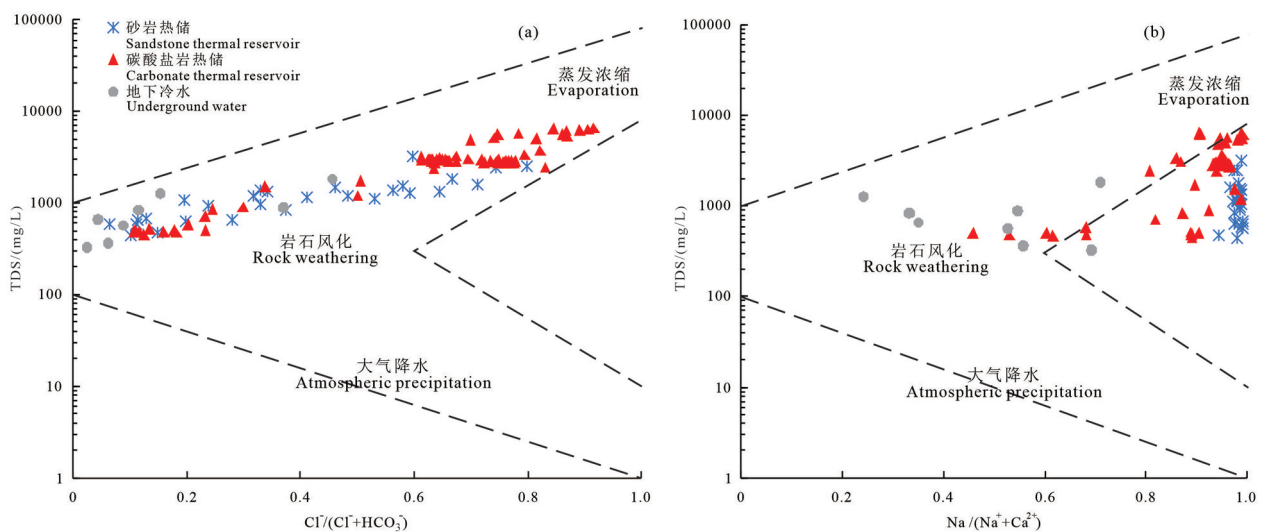 (a)
砂岩热储
Sandstone thermal reservoir
碳酸盐岩热储
Carbonate thermal reservoir
地下冷水
Underground water
蒸发浓缩
Evaporation
岩石风化
Rock weathering
大气降水
Atmospheric precipitation
TDS/(mg/L)
100000
10000
1000
100
10
1
0
0.2
0.4
0.6
0.8
1.0
Cl⁻/(Cl⁻+HCO₃⁻)
(b)
蒸发浓缩
Evaporation
岩石风化
Rock weathering
大气降水
Atmospheric precipitation
TDS/(mg/L)
100000
10000
1000
100
10
1
0
0.2
0.4
0.6
0.8
1.0
Na⁺/(Na⁺+Ca²⁺)